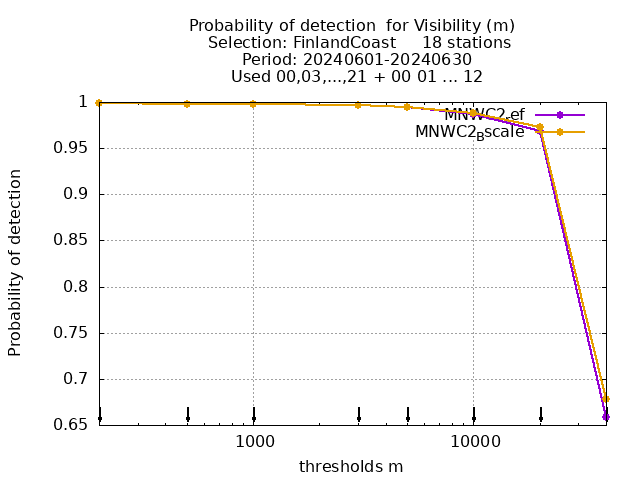 Probability of detection  for Visibility (m)
Selection: FinlandCoast     18 stations
Period: 20240601-20240630
Used 00,03,...,21 + 00 01 ... 12
MNWC2
MNWC2Bscale
1
0.95
0.9
0.85
0.8
0.75
0.7
0.65
Probability of detection
1000
10000
thresholds m